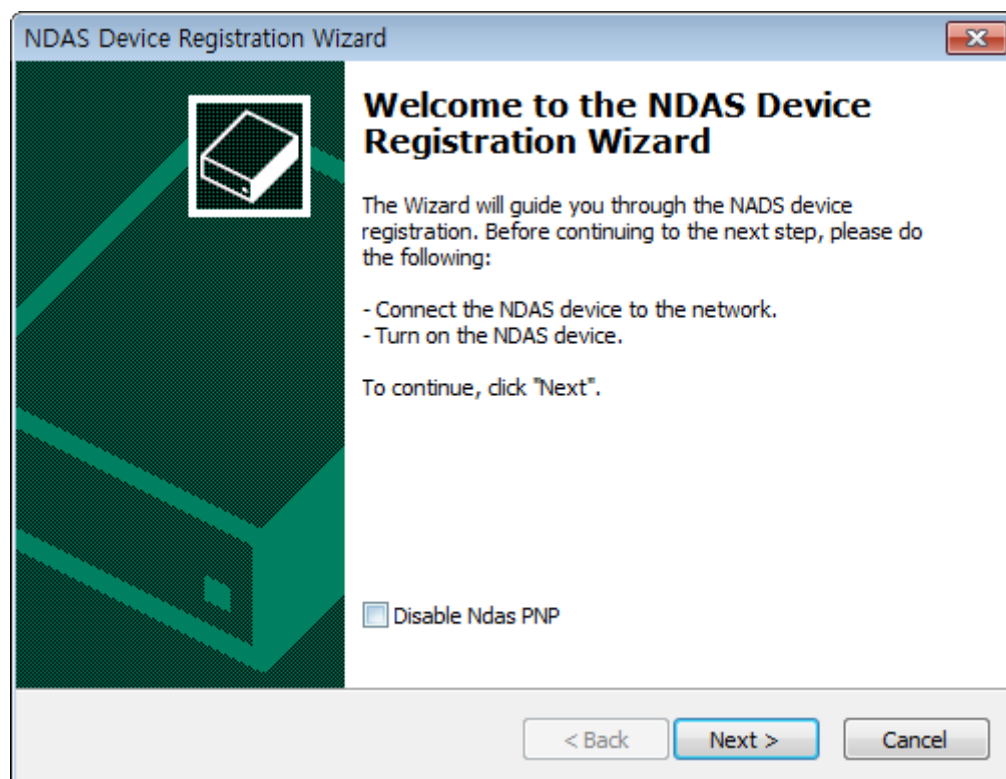 NDAS Device Registration Wizard
Welcome to the NDAS Device
Registration Wizard
The Wizard will guide you through the NADS device
registration. Before continuing to the next step, please do
the following:
- Connect the NDAS device to the network.
- Turn on the NDAS device.
To continue, click "Next".
Disable Ndas PNP
< Back
Next >
Cancel